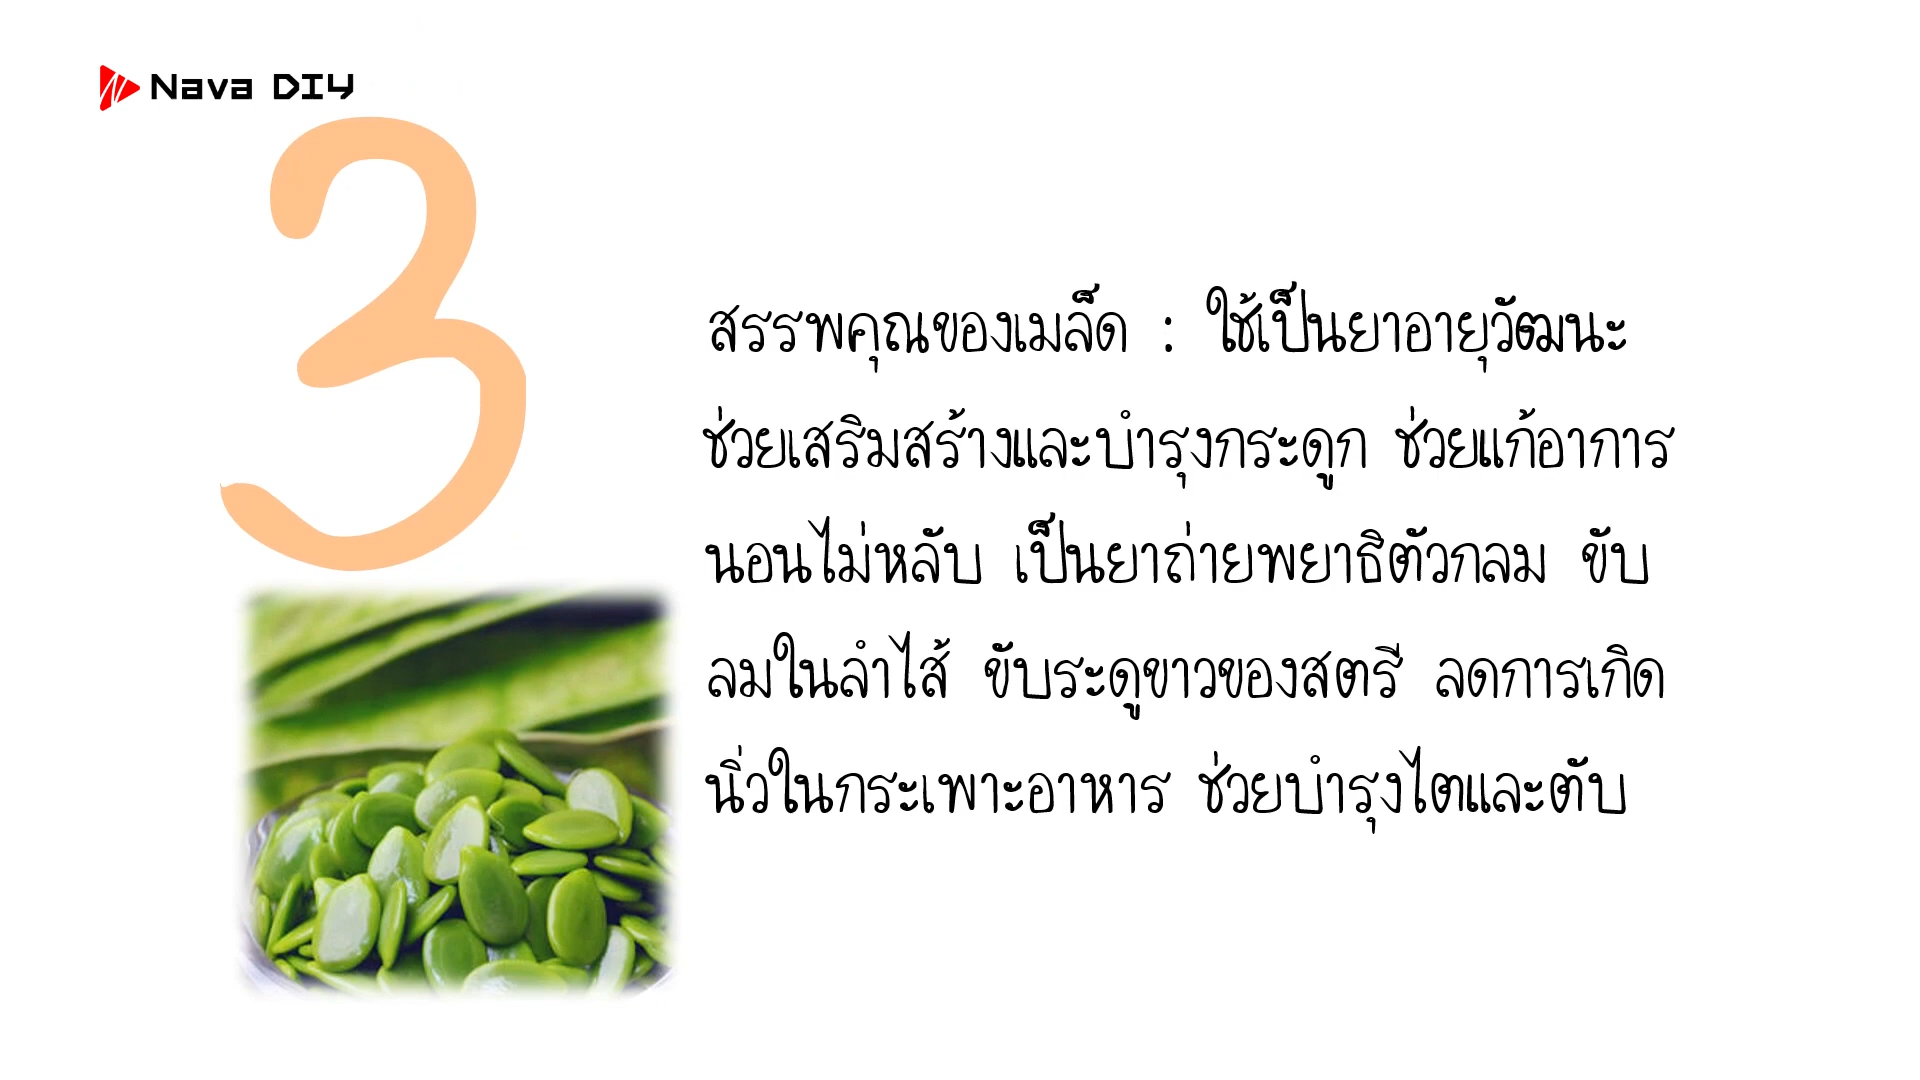 Nava DIY
3
สรรพคุณของเมล็ด : ใช้เป็นยาอายุวัฒนะ
ช่วยเสริมสร้างและบำรุงกระดูก ช่วยแก้อาการ
นอนไม่หลับ เป็นยาถ่ายพยาธิตัวกลม ขับ
ลมในลำไส้ ขับระดูขาวของสตรี ลดการเกิด
นิ่วในกระเพาะอาหาร ช่วยบำรุงไตและตับ